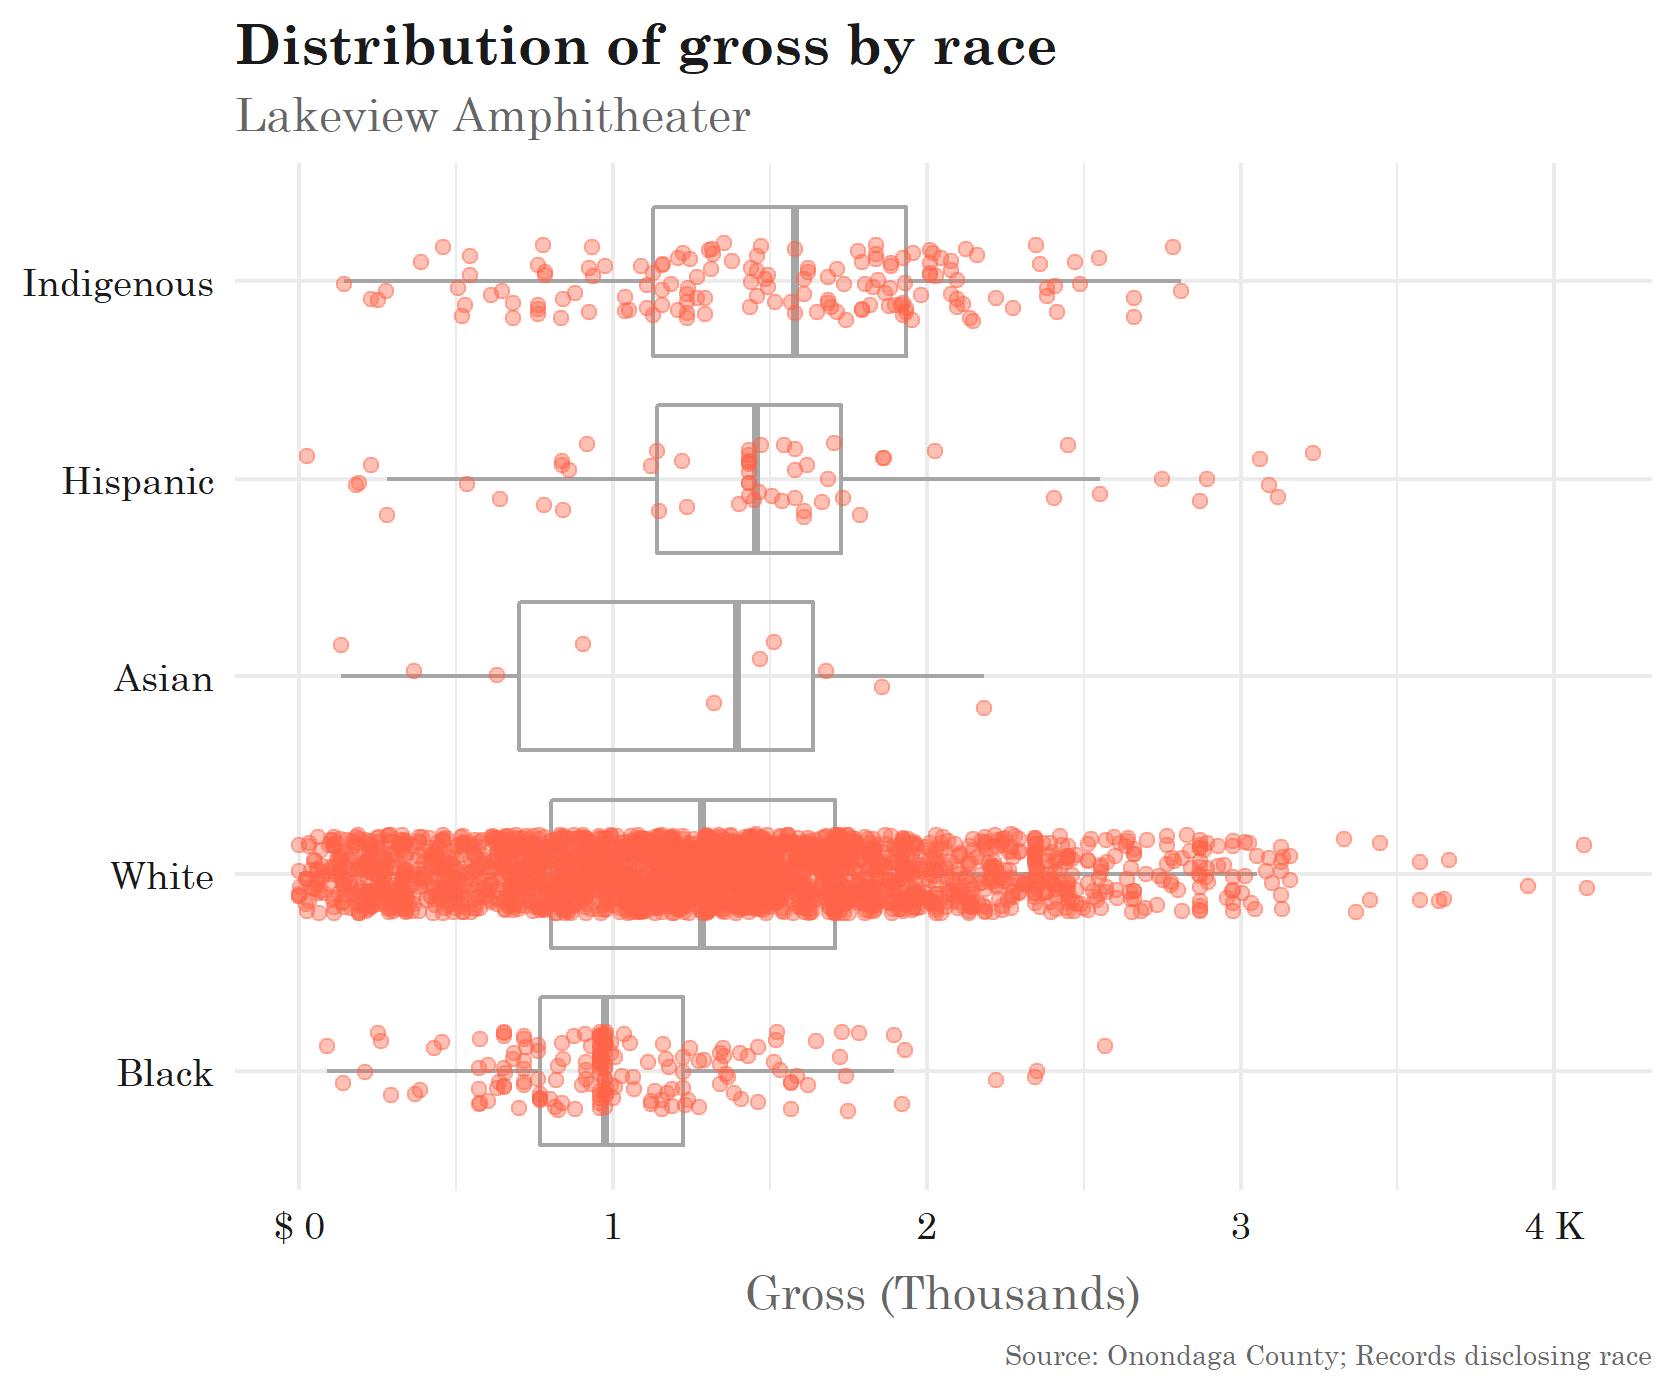 Distribution of gross by race
Lakeview Amphitheater
Indigenous
Hispanic
Asian
White
Black
$ 0 1 2 3 4 K
Gross (Thousands)
Source: Onondaga County; Records disclosing race